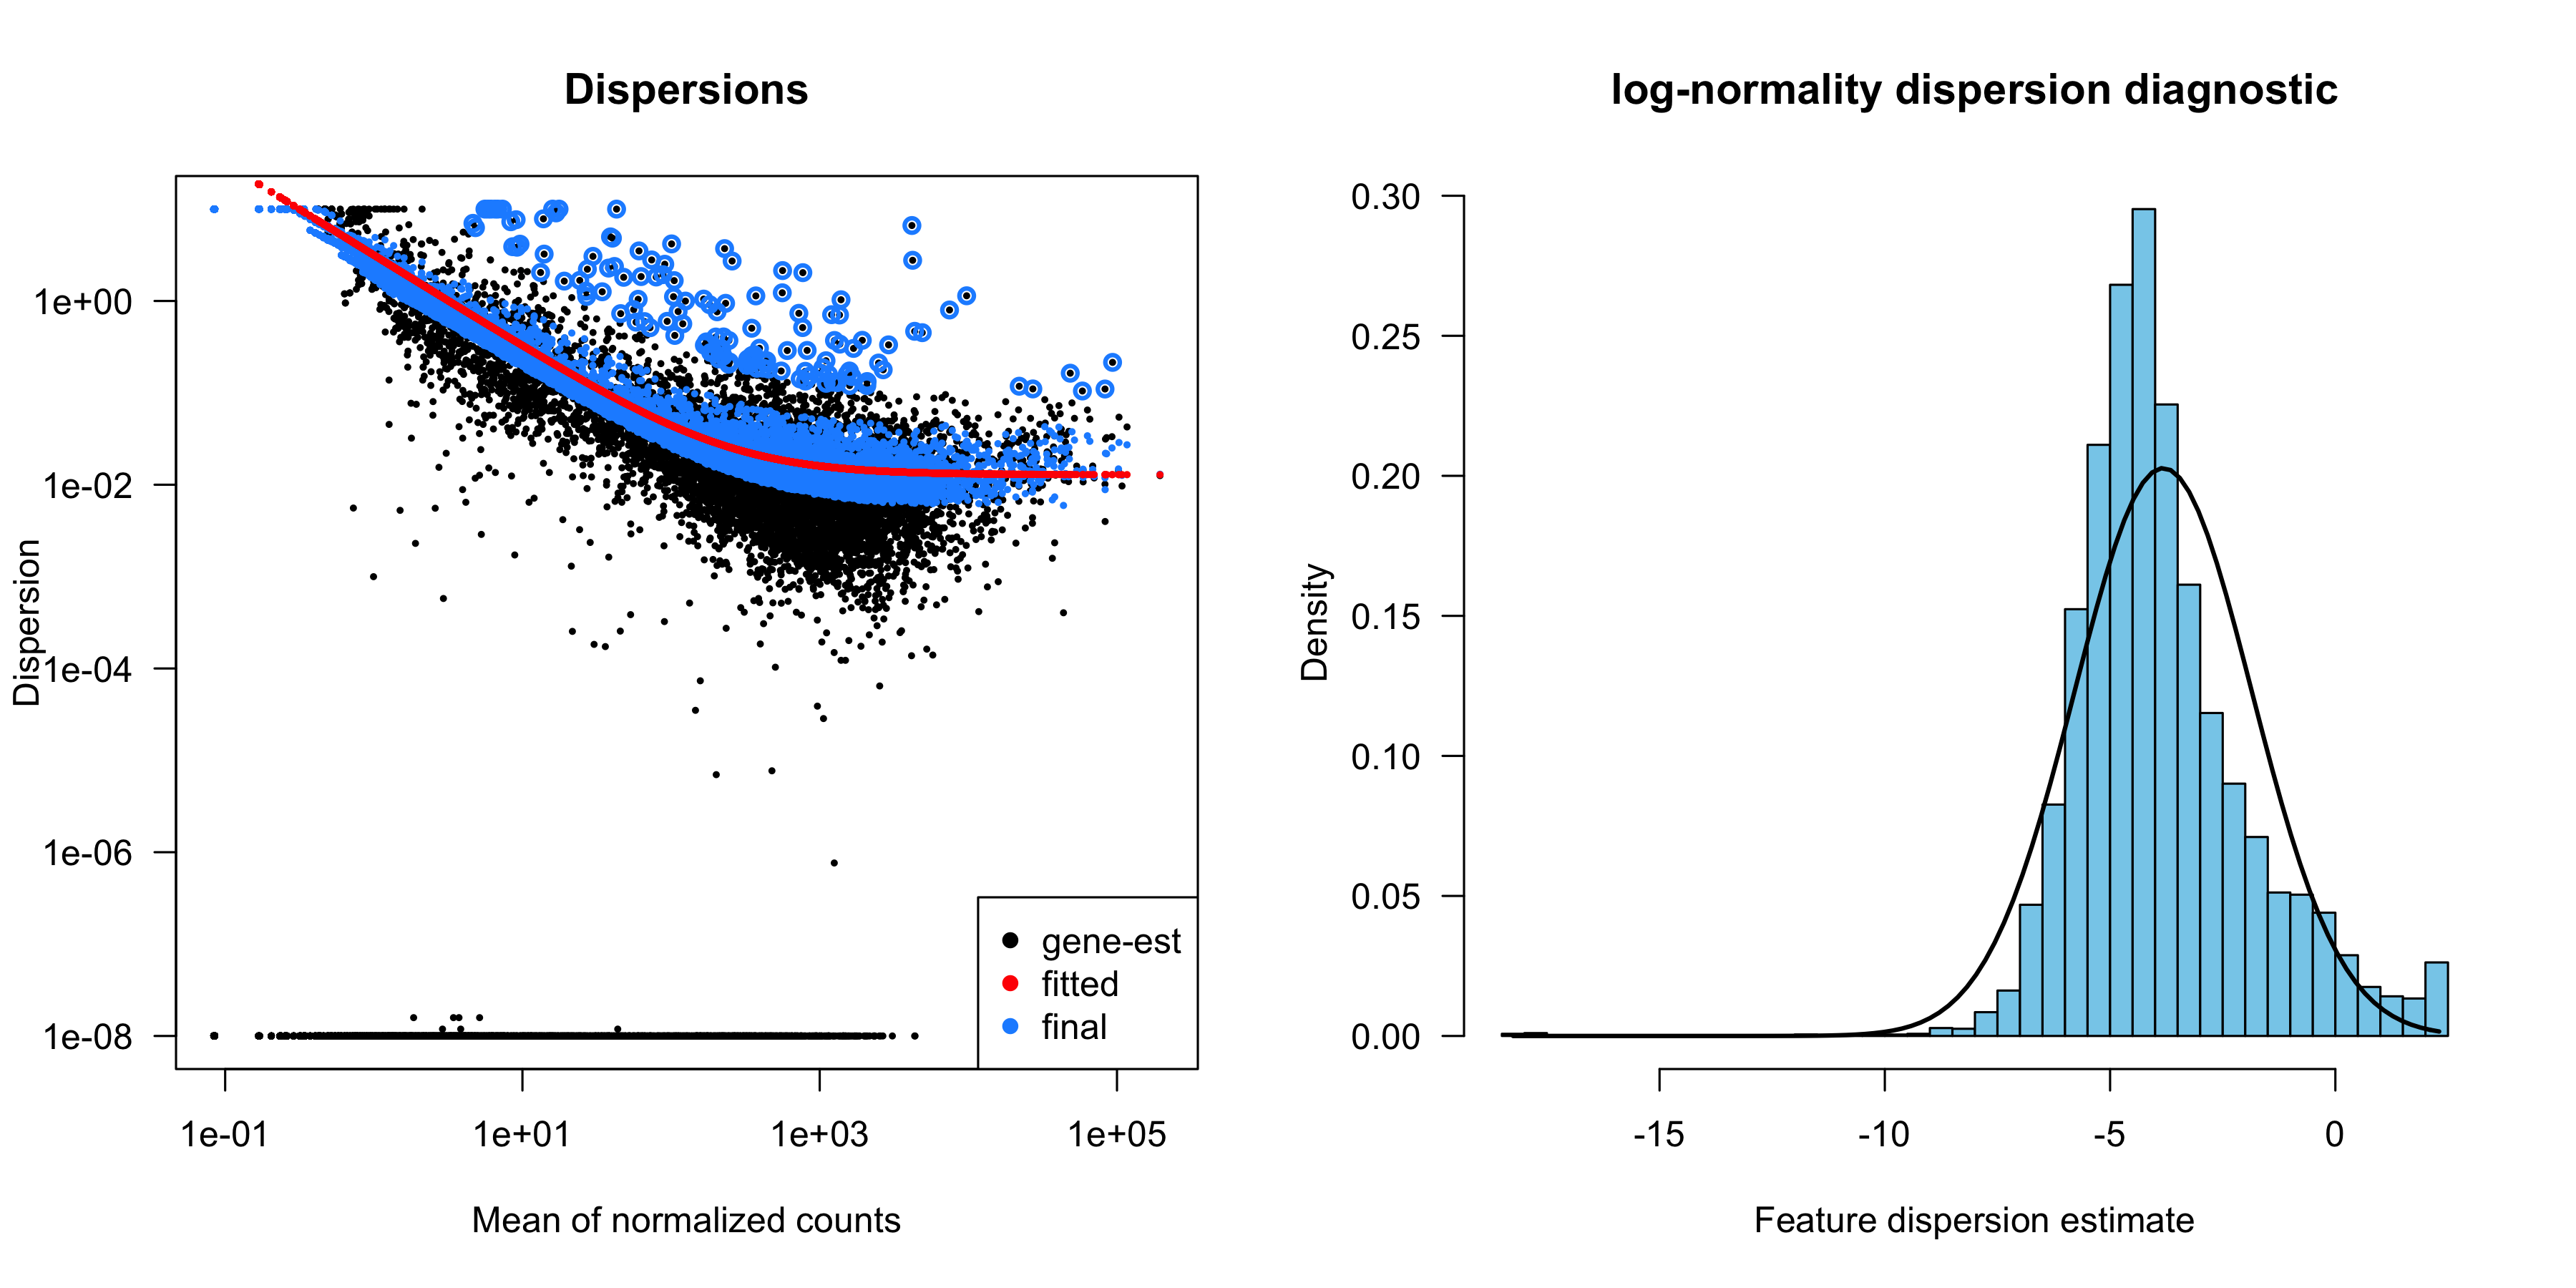 Dispersions
1e+00
1e-02
1e-04
1e-06
1e-08
Dispersion
1e-01
1e+01
1e+03
1e+05
Mean of normalized counts
gene-est
fitted
final
log-normality dispersion diagnostic
0.30
0.25
0.20
0.15
0.10
0.05
0.00
Density
-15
-10
-5
0
Feature dispersion estimate